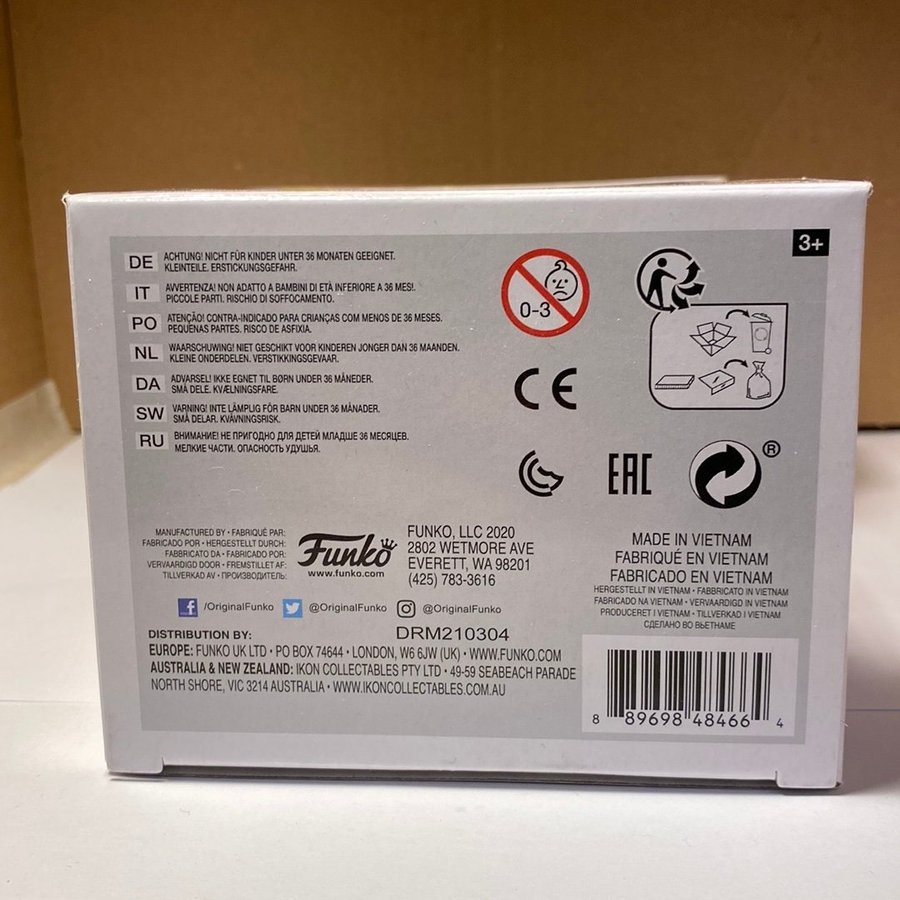 3+
DE ACHTUNG! NICHT FÜR KINDER UNTER 36 MONATEN GEEIGNET.
KLEINTEILE. ERSTICKUNGSGEFAHR.
IT AVVERTENZA! NON ADATTO A BAMBINI DI ETÀ INFERIORE A 36 MESI.
PICCOLE PARTI. RISCHIO DI SOFFOCAMENTO.
PO ATENÇÃO! CONTRA-INDICADO PARA CRIANÇAS COM MENOS DE 36 MESES.
PEQUENAS PARTES. RISCO DE ASFIXIA.
NL WAARSCHUWING! NIET GESCHIKT VOOR KINDEREN JONGER DAN 36 MAANDEN.
KLEINE ONDERDELEN. VERSTIKKINGSGEVAAR.
DA ADVARSEL! IKKE EGNET TIL BØRN UNDER 36 MÅNEDER.
SMÅ DELE. KVÆLNINGSFARE.
SW VARNING! INTE LÄMPLIG FÖR BARN UNDER 36 MÅNADER.
SMÅ DELAR. KVÄVNINGSRISK.
RU ВНИМАНИЕ! НЕ ПРИГОДНО ДЛЯ ДЕТЕЙ МЛАДШЕ 36 МЕСЯЦЕВ.
МЕЛКИЕ ЧАСТИ. ОПАСНОСТЬ УДУШЬЯ.
0-3
CE
EAC
®
MANUFACTURED BY • FABRIQUÉ PAR:
FABRICADO POR • HERGESTELLT DURCH:
FABBRICATO DA • FABRICADO POR:
VERVAARDIGD DOOR • FREMSTILLET AF:
TILLVERKAD AV • ПРОИЗВОДИТЕЛЬ:
Funko
www.funko.com
FUNKO, LLC 2020
2802 WETMORE AVE
EVERETT, WA 98201
(425) 783-3616
/OriginalFunko @OriginalFunko @OriginalFunko
DRM210304
DISTRIBUTION BY:
EUROPE: FUNKO UK LTD • PO BOX 74644 • LONDON, W6 6JW (UK) • WWW.FUNKO.COM
AUSTRALIA & NEW ZEALAND: IKON COLLECTABLES PTY LTD • 49-59 SEABEACH PARADE
NORTH SHORE, VIC 3214 AUSTRALIA • WWW.IKONCOLLECTABLES.COM.AU
MADE IN VIETNAM
FABRIQUÉ EN VIETNAM
FABRICADO EN VIETNAM
HERGESTELLT IN VIETNAM • FABBRICATO IN VIETNAM
FABRICADO NA VIETNAM • VERVAARDIGD IN VIETNAM
PRODUCERET I VIETNAM • TILLVERKAD I VIETNAM
СДЕЛАНО ВО ВЬЕТНАМЕ
8 89698 48466 4